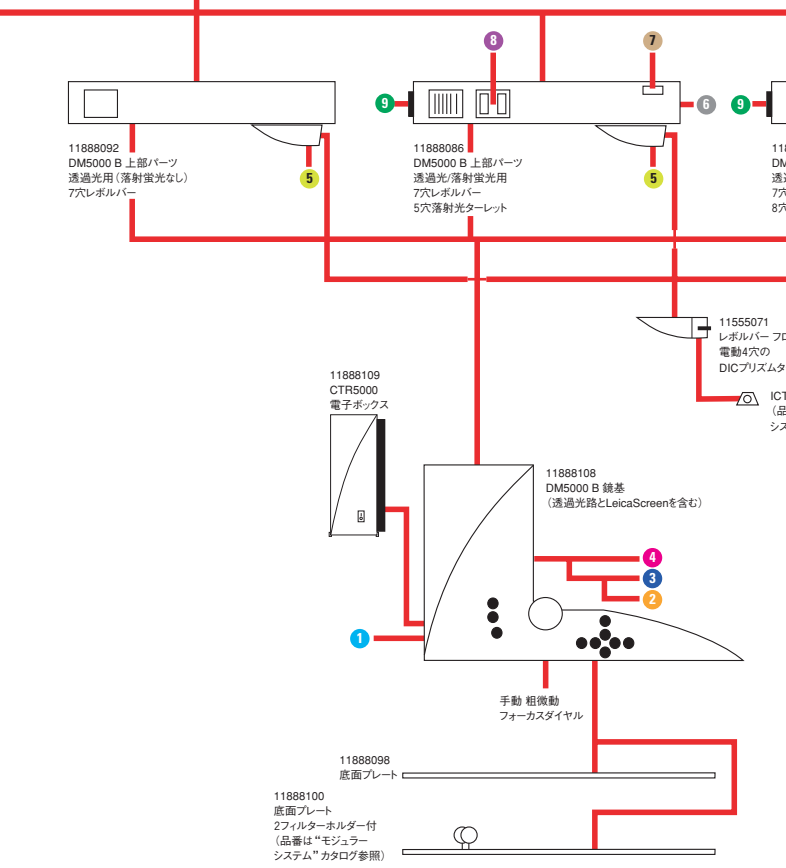 8
7
9
6
9
11888092
DM5000 B 上部パーツ
透過光用（落射蛍光なし）
7穴レボルバー
5
11888086
DM5000 B 上部パーツ
透過光/落射蛍光用
7穴レボルバー
5穴落射光ターレット
5
7穴
8穴
11555071
レボルバー
電動4穴の
DICプリズムタ
11888109
CTR5000
電子ボックス
11888108
DM5000 B 鏡基
（透過光路とLeicaScreenを含む）
4
3
2
1
手動 粗微動
フォーカスダイヤル
11888098
底面プレート
11888100
底面プレート
2フィルターホルダー付
（品番は“モジュラー
システム”カタログ参照）